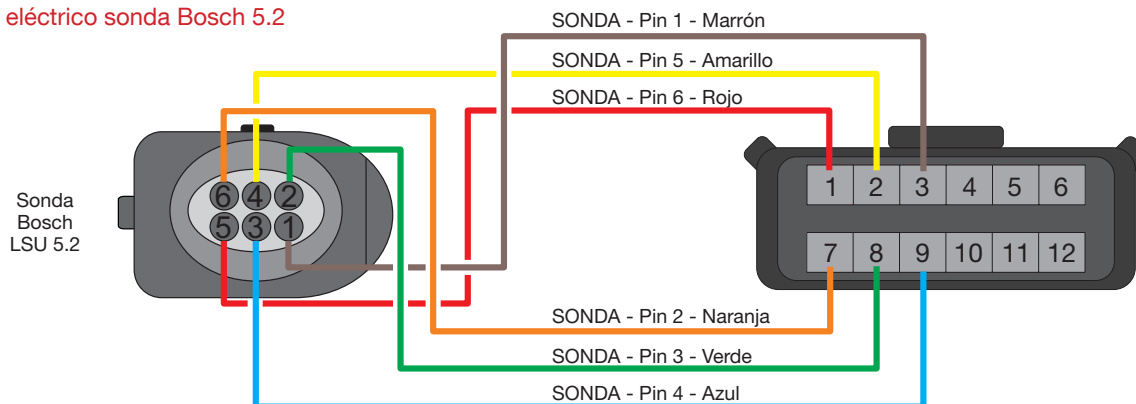 eléctrico sonda Bosch 5.2
SONDA - Pin 1 - Marrón
SONDA - Pin 5 - Amarillo
SONDA - Pin 6 - Rojo
Sonda
Bosch
LSU 5.2
6 4 2
5 3 1
1 2 3 4 5 6
7 8 9 10 11 12
SONDA - Pin 2 - Naranja
SONDA - Pin 3 - Verde
SONDA - Pin 4 - Azul